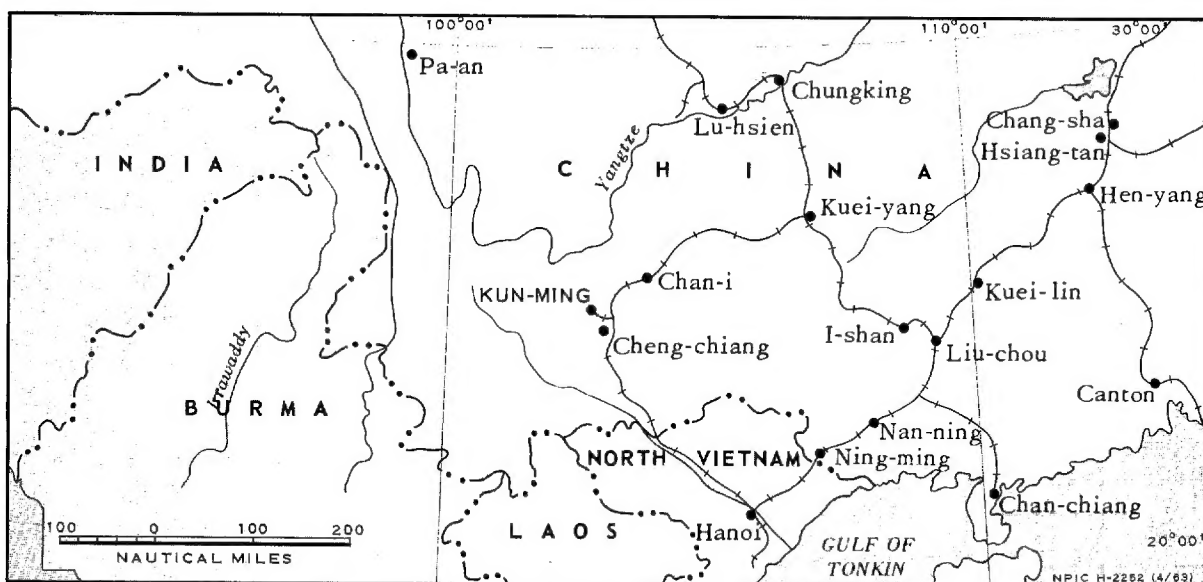 100°00'
110°00'
30°00'
Pa-an
Chungking
Lu-hsien
Chang-sha
Hsiang-tan
INDIA
Yangtze
CHINA
Hen-yang
Kuei-yang
Chan-i
Kuei-lin
KUN-MING
Cheng-chiang
I-shan
Liu-chou
Irrawaddy
BURMA
Canton
Nan-ning
NORTH VIETNAM
Ning-ming
Chan-chiang
100 0 100 200
NAUTICAL MILES
LAOS
Hanoi
GULF OF
TONKIN
20°00'
NPIC H-2262 (4/69)